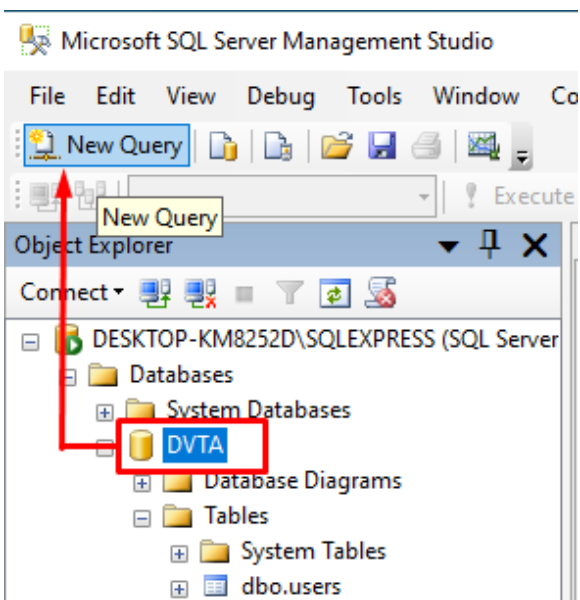 Microsoft SQL Server Management Studio
File Edit View Debug Tools Window Co
New Query
Execute
New Query
Object Explorer
Connect
DESKTOP-KM8252D\SQLEXPRESS (SQL Server
Databases
System Databases
DVTA
Database Diagrams
Tables
System Tables
dbo.users